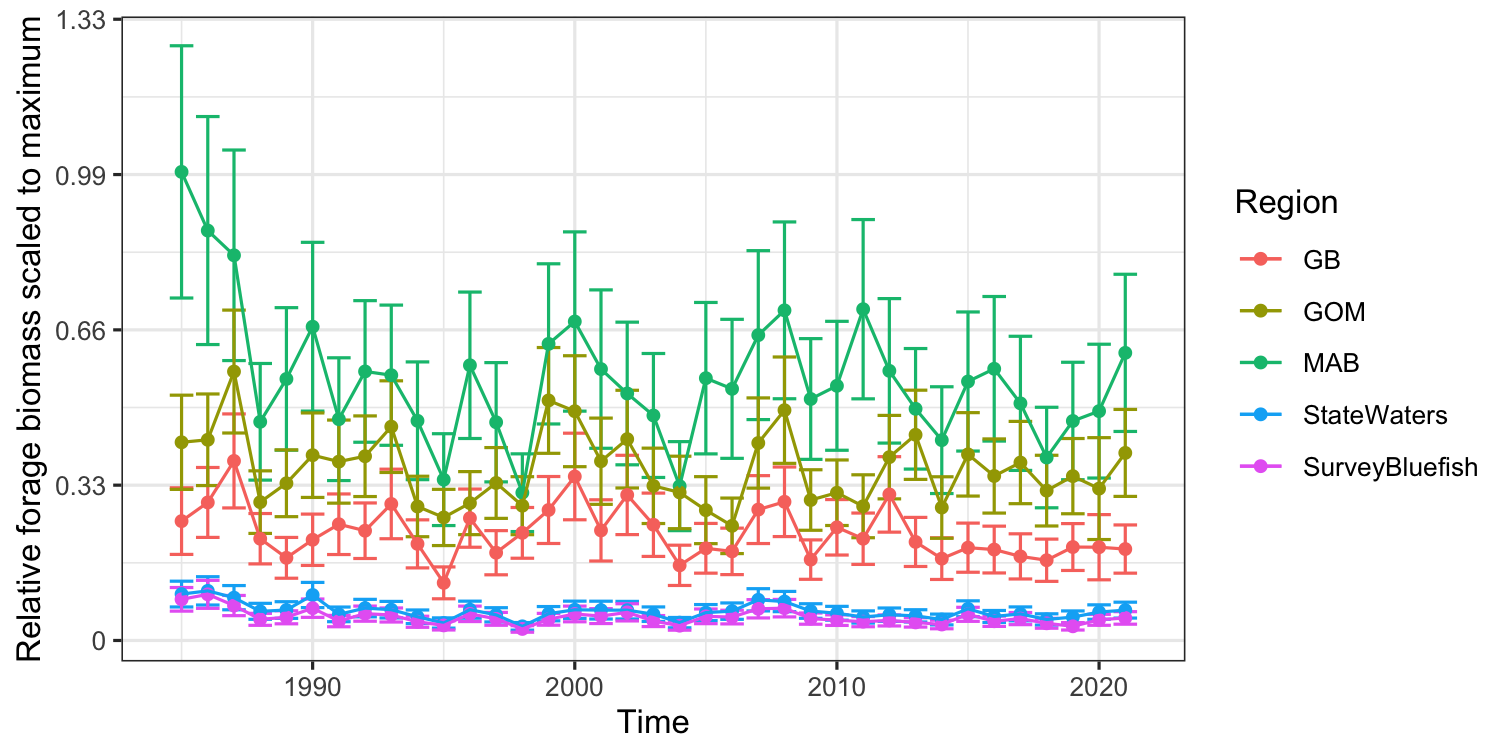 Relative forage biomass scaled to maximum
1.33
0.99
0.66
0.33
0
1990
2000
2010
2020
Time
Region
GB
GOM
MAB
StateWaters
SurveyBluefish